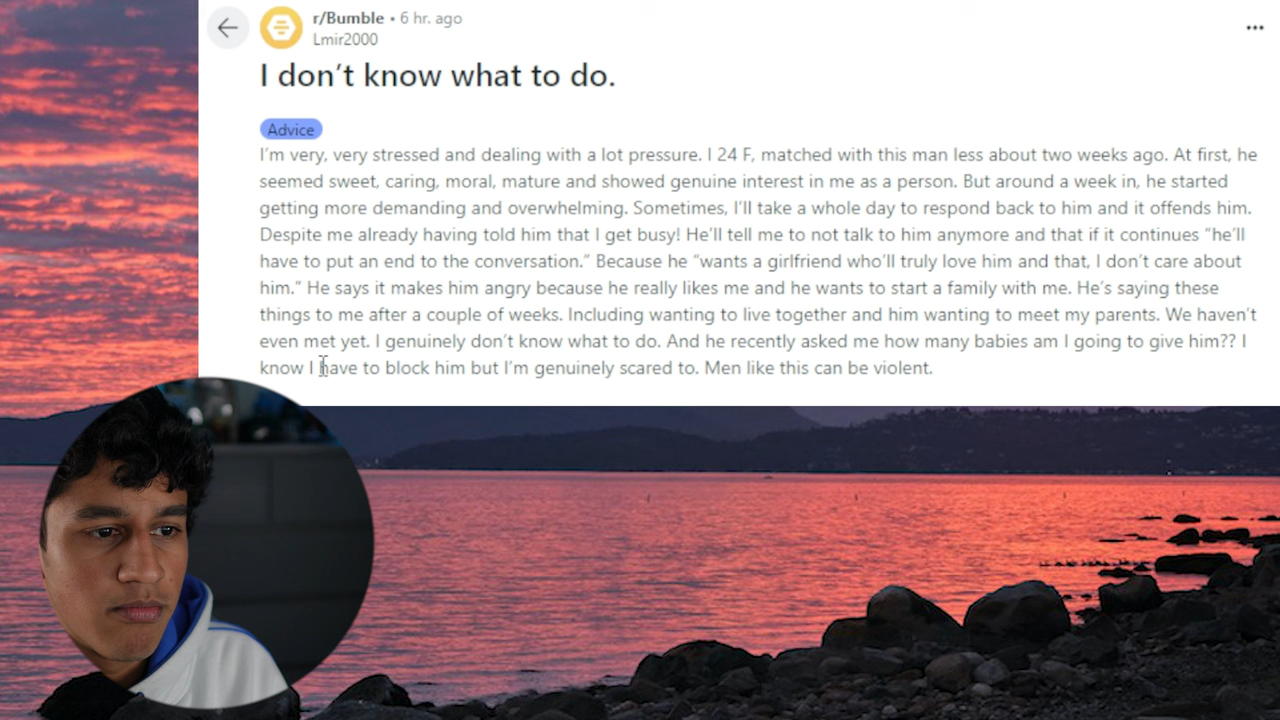 r/Bumble • 6 hr. ago
Lmir2000
I don’t know what to do.
Advice
I’m very, very stressed and dealing with a lot pressure. I 24 F, matched with this man less about two weeks ago. At first, he
seemed sweet, caring, moral, mature and showed genuine interest in me as a person. But around a week in, he started
getting more demanding and overwhelming. Sometimes, I’ll take a whole day to respond back to him and it offends him.
Despite me already having told him that I get busy! He’ll tell me to not talk to him anymore and that if it continues “he’ll
have to put an end to the conversation.” Because he “wants a girlfriend who’ll truly love him and that, I don’t care about
him.” He says it makes him angry because he really likes me and he wants to start a family with me. He’s saying these
things to me after a couple of weeks. Including wanting to live together and him wanting to meet my parents. We haven’t
even met yet. I genuinely don’t know what to do. And he recently asked me how many babies am I going to give him?? I
know I have to block him but I’m genuinely scared to. Men like this can be violent.